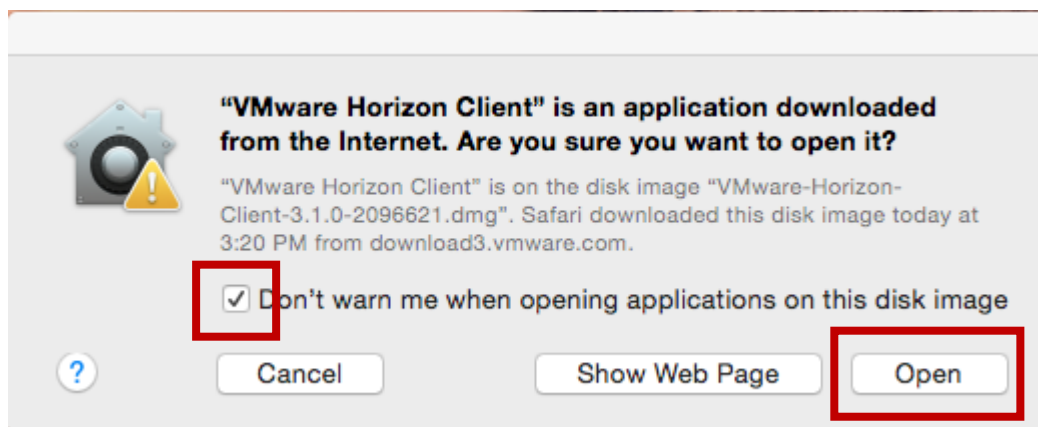 “VMware Horizon Client” is an application downloaded
from the Internet. Are you sure you want to open it?
“VMware Horizon Client” is on the disk image “VMware-Horizon-
Client-3.1.0-2096621.dmg”. Safari downloaded this disk image today at
3:20 PM from download3.vmware.com.
Don’t warn me when opening applications on this disk image
? Cancel Show Web Page Open